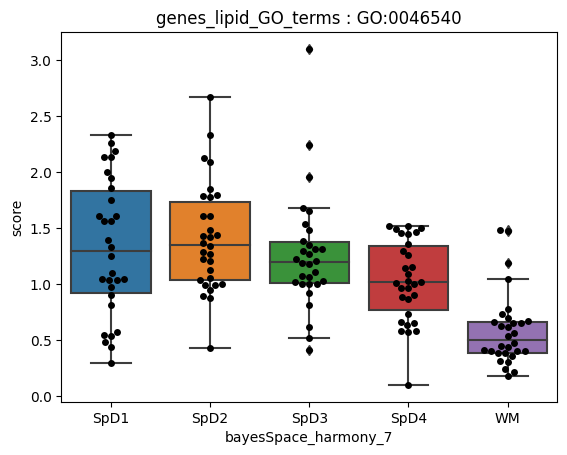 genes_lipid_GO_terms : GO:0046540
score
3.0
2.5
2.0
1.5
1.0
0.5
0.0
SpD1 SpD2 SpD3 SpD4 WM
bayesSpace_harmony_7